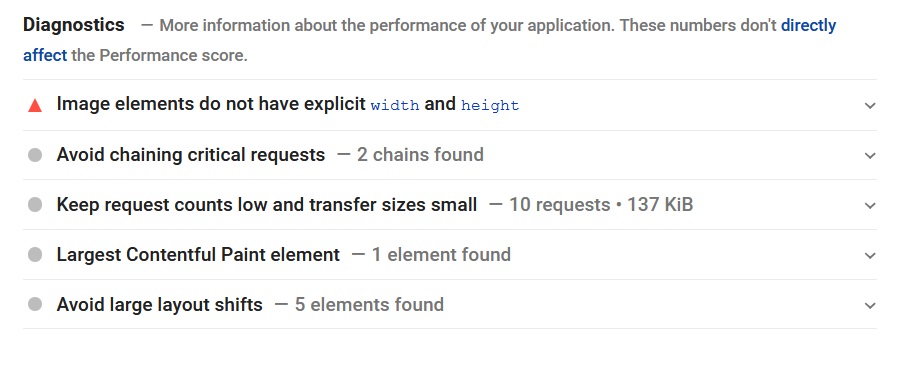 Diagnostics — More information about the performance of your application. These numbers don't directly
affect the Performance score.
Image elements do not have explicit width and height
Avoid chaining critical requests — 2 chains found
Keep request counts low and transfer sizes small — 10 requests • 137 KiB
Largest Contentful Paint element — 1 element found
Avoid large layout shifts — 5 elements found